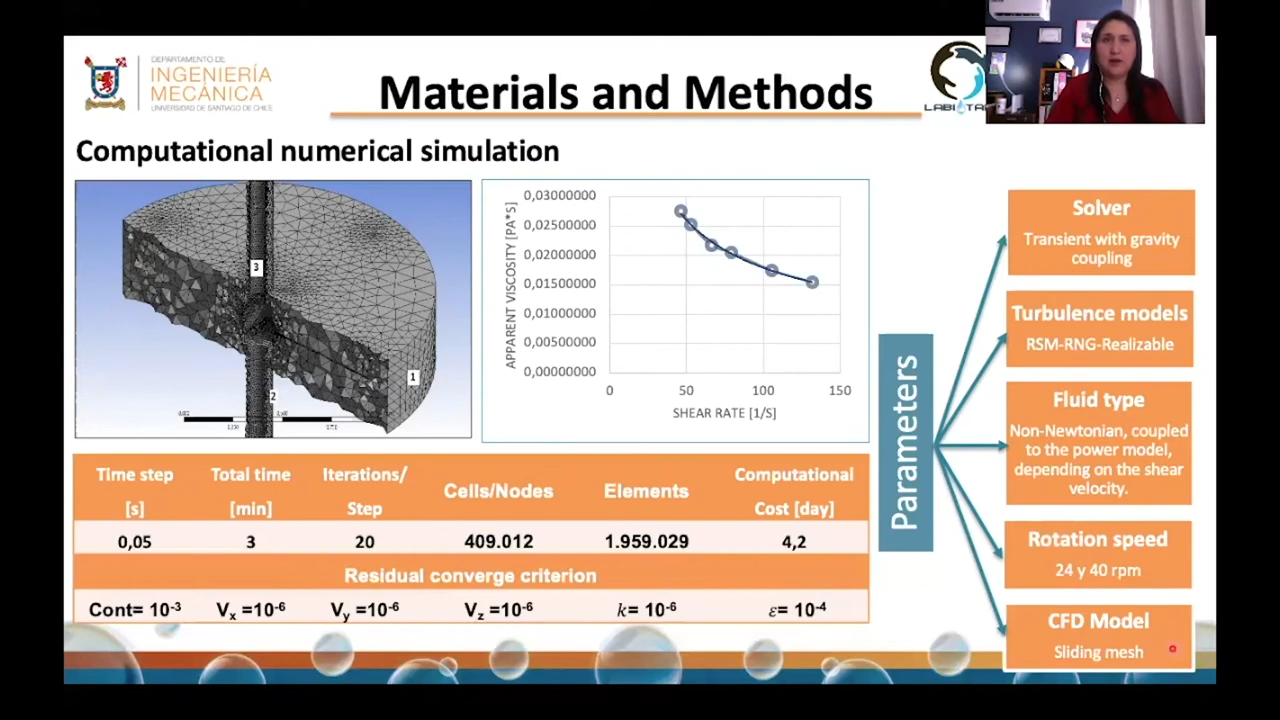 DEPARTAMENTO DE
INGENIERÍA
MECÁNICA
UNIVERSIDAD DE SANTIAGO DE CHILE
Materials and Methods
Computational numerical simulation
3
1
2
APPARENT VISCOSITY [PA*S]
0,03000000
0,02500000
0,02000000
0,01500000
0,01000000
0,00500000
0,00000000
0 50 100 150
SHEAR RATE [1/S]
Time step [s] Total time [min] Iterations/ Step Cells/Nodes Elements Computational Cost [day]
0,05 3 20 409.012 1.959.029 4,2
Residual converge criterion
Cont= 10⁻³ Vx =10⁻⁶ Vy =10⁻⁶ Vz =10⁻⁶ k= 10⁻⁶ ε= 10⁻⁴
Parameters
Solver
Transient with gravity
coupling
Turbulence models
RSM-RNG-Realizable
Fluid type
Non-Newtonian, coupled
to the power model,
depending on the shear
velocity.
Rotation speed
24 y 40 rpm
CFD Model
Sliding mesh